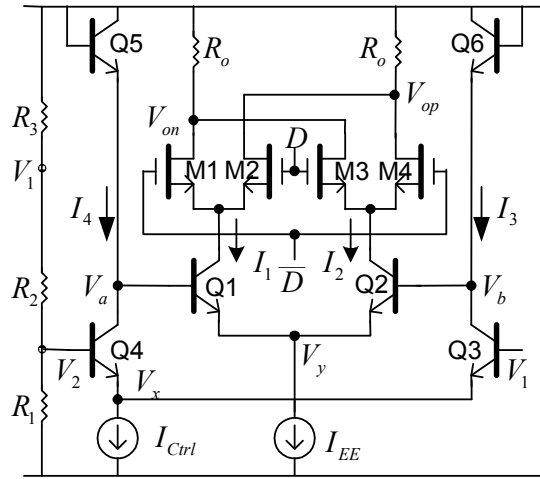 Q5 R_o R_o Q6
R_3 V_on D V_op
V_1 M1 M2 M3 M4
I_4 I_3
I_1 D̅ I_2
R_2 V_a Q1 Q2 V_b
Q4 Q3
V_2 V_y V_1
V_x
R_1 I_Ctrl I_EE